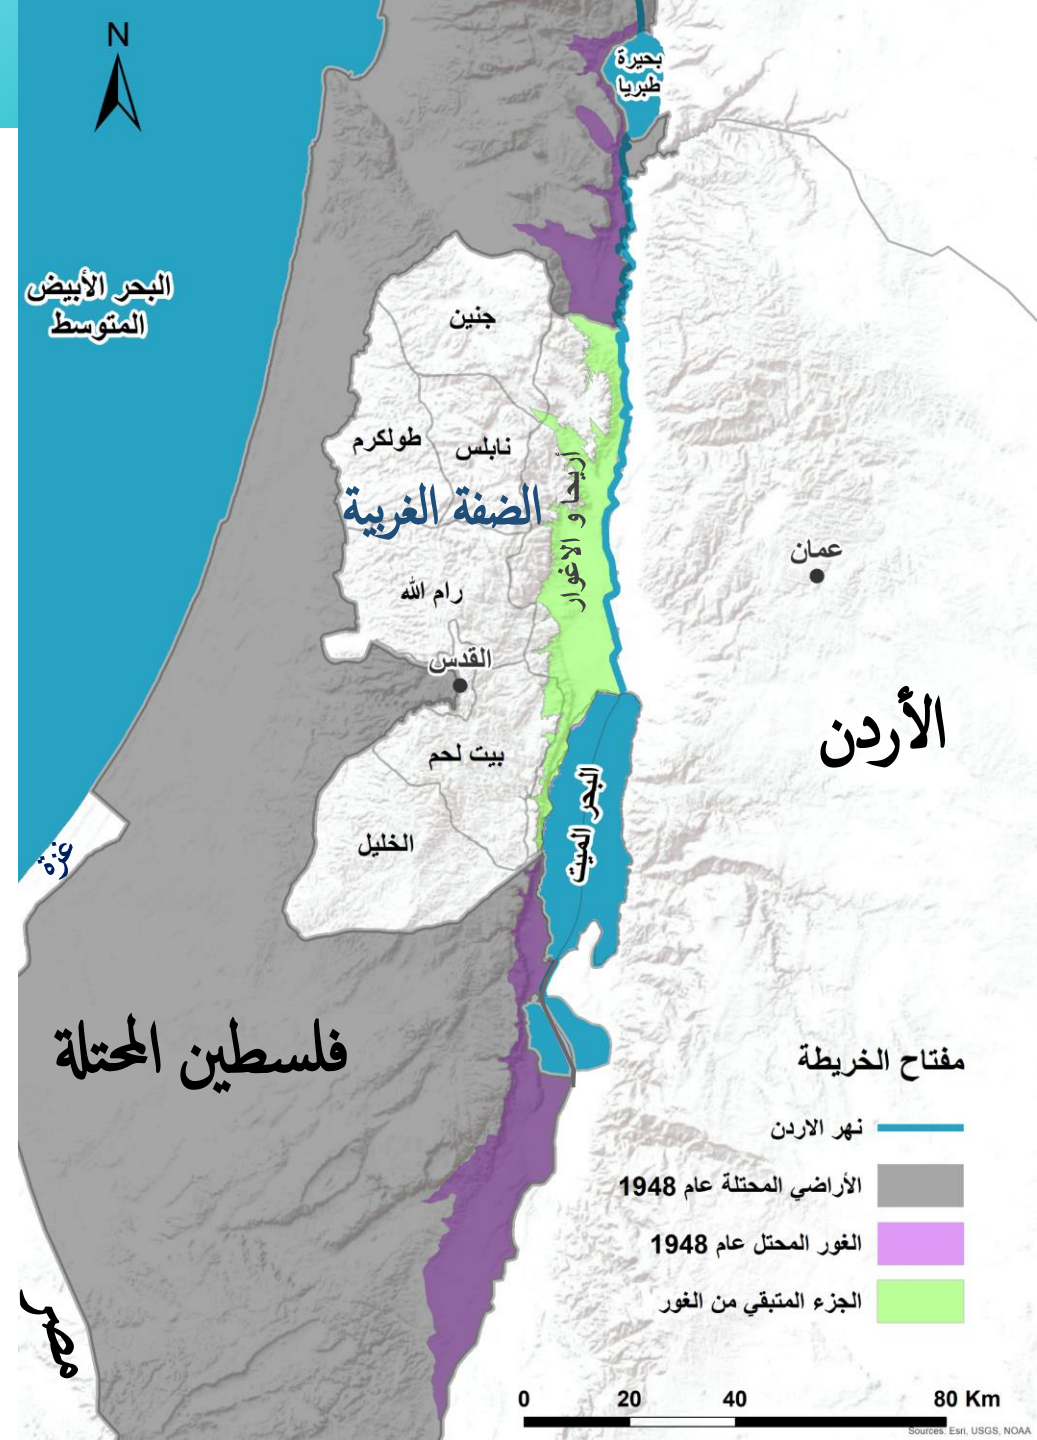 N
بحيرة
طبريا
البحر الأبيض
المتوسط
جنين
طولكرم
نابلس
الضفة الغربية
أريحا و الاغوار
عمان
رام الله
القدس
الأردن
بيت لحم
البحر الميت
الخليل
غزة
فلسطين المحتلة
مصر
مفتاح الخريطة
نهر الاردن
الأراضي المحتلة عام 1948
الغور المحتل عام 1948
الجزء المتبقي من الغور
0 20 40 80 Km
Sources: Esri, USGS, NOAA